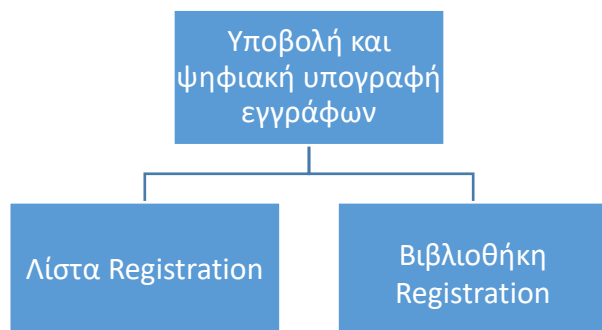 Υποβολή και
ψηφιακή υπογραφή
εγγράφων
Λίστα Registration
Βιβλιοθήκη
Registration